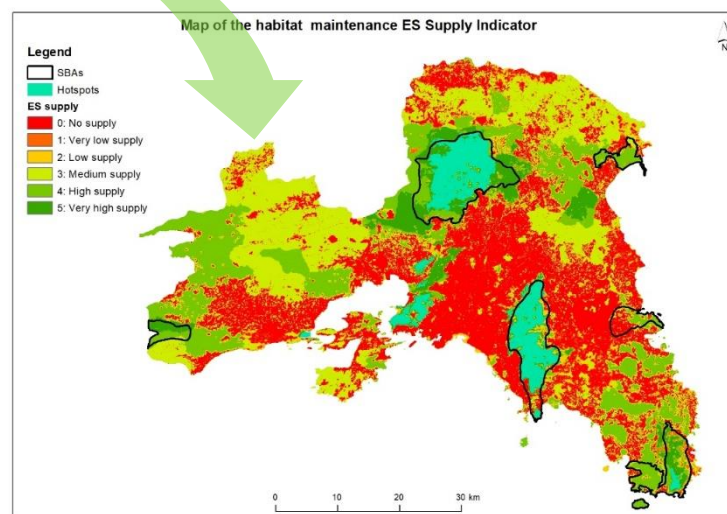 Map of the habitat maintenance ES Supply Indicator
N
Legend
SBAs
Hotspots
ES supply
0: No supply
1: Very low supply
2: Low supply
3: Medium supply
4: High supply
5: Very high supply
0 10 20 30 km